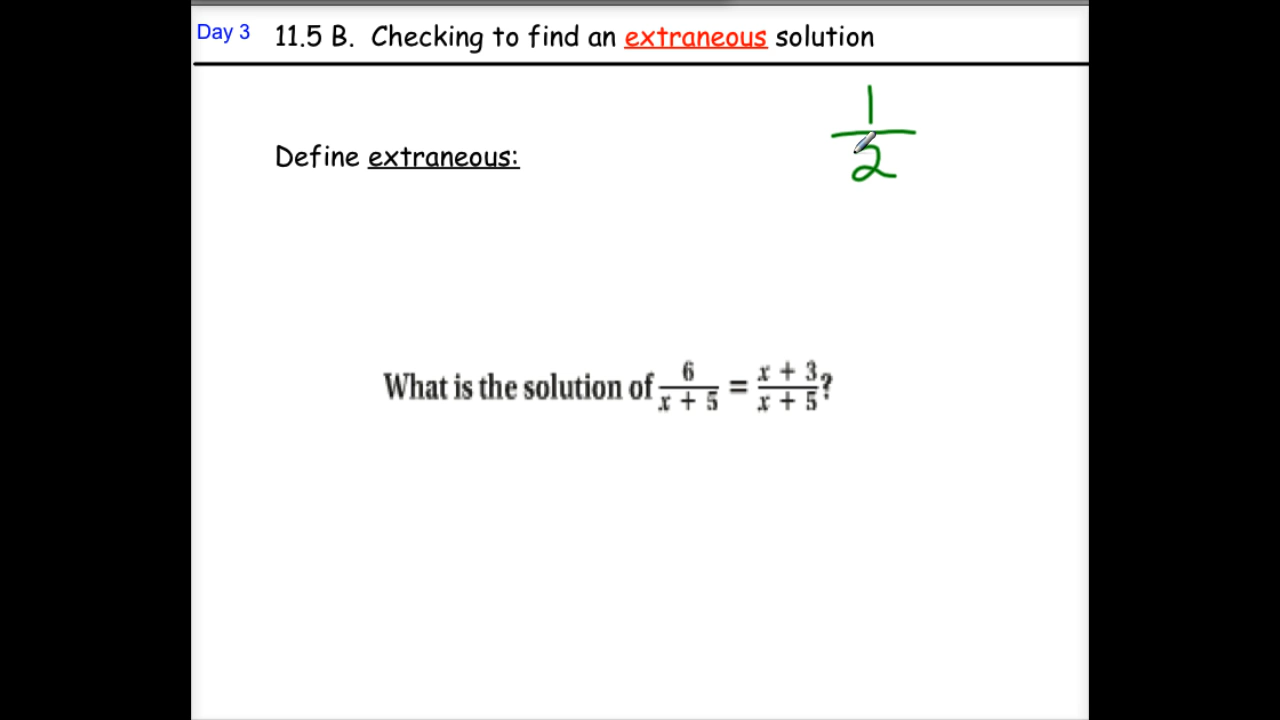 Day 3 11.5 B. Checking to find an extraneous solution
1
2
Define extraneous:
What is the solution of 6/(x + 5) = (x + 3)/(x + 5)?